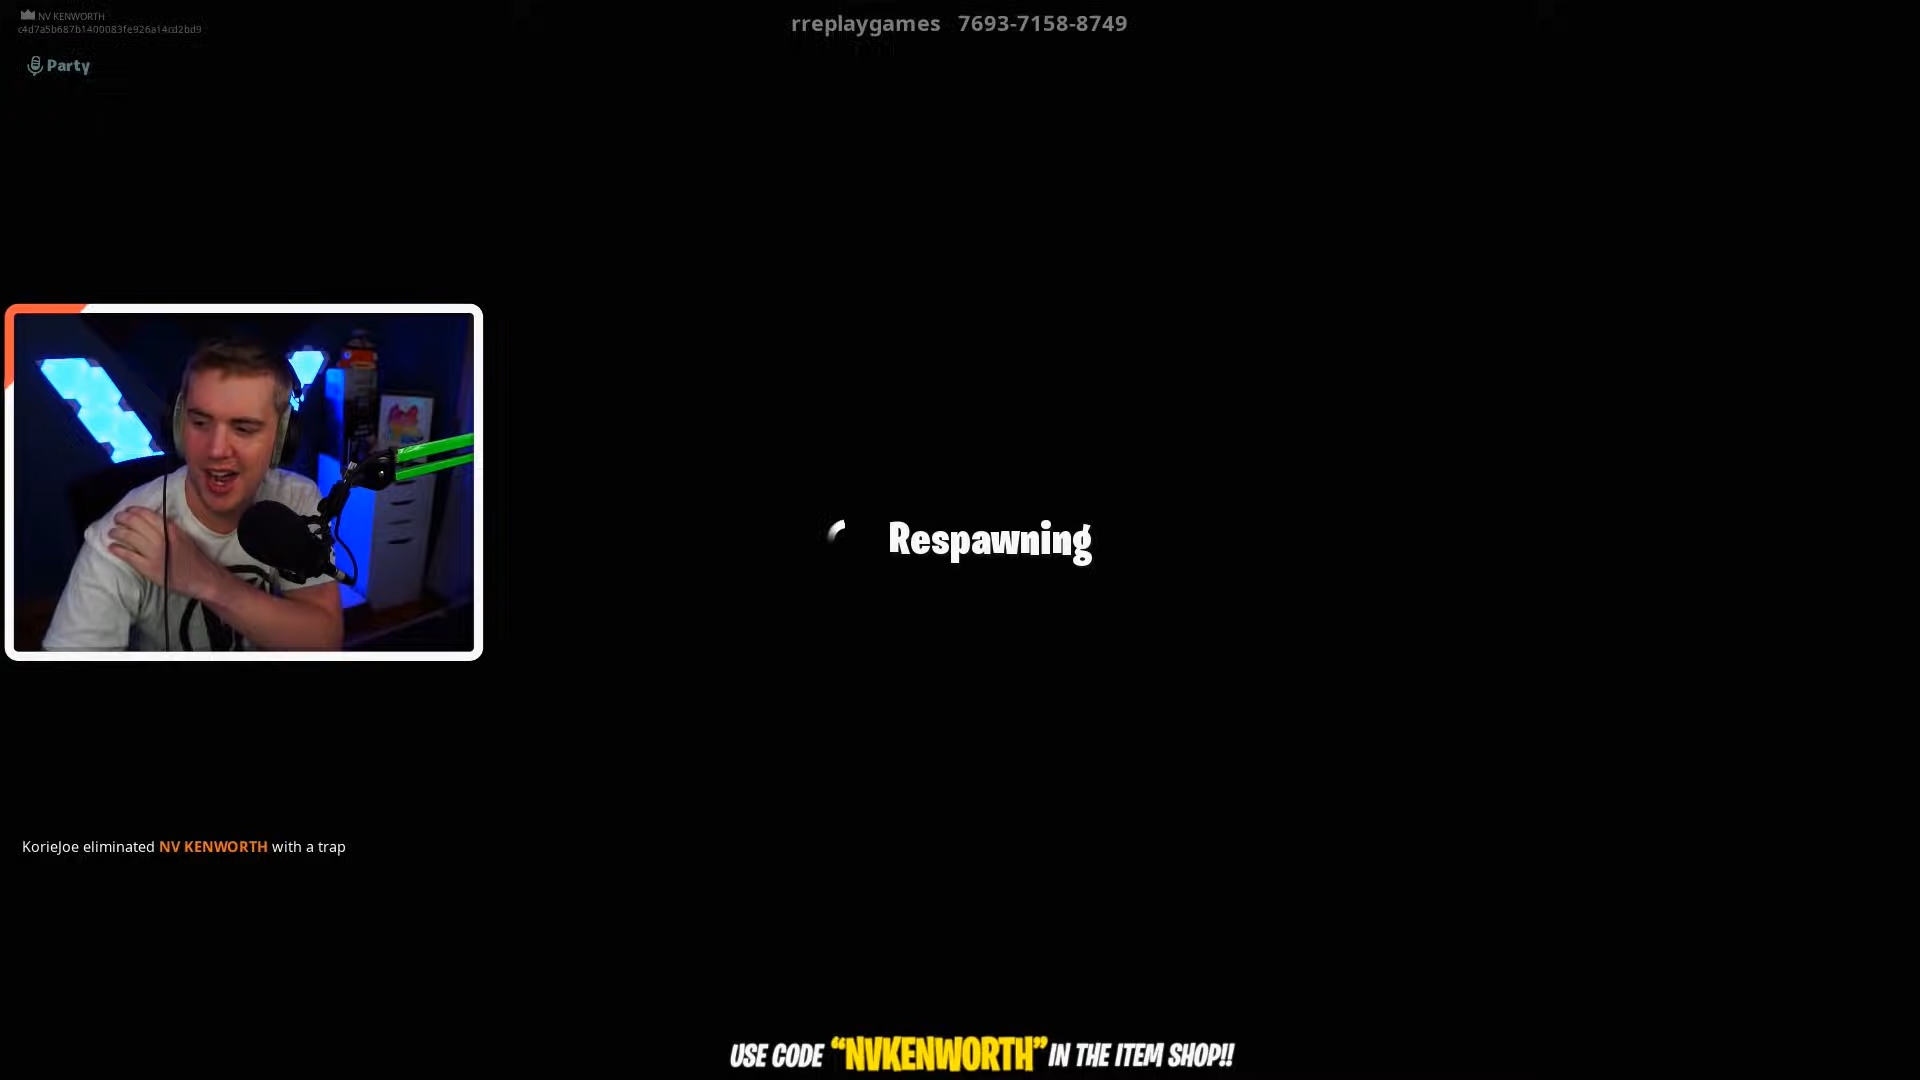 NV KENWORTH
rreplaygames 7693-7158-8749
c4d7a5b687b1400083fe926a14cd2bd9
Party
Respawning
KorieJoe eliminated NV KENWORTH with a trap
USE CODE “NVKENWORTH” IN THE ITEM SHOP!!